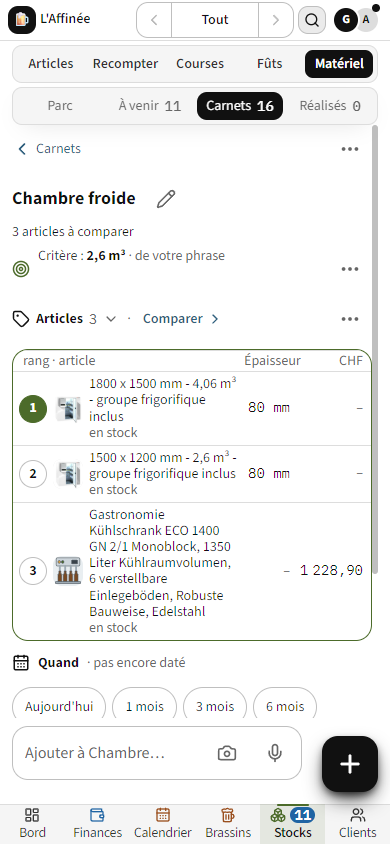 L'Affinée
Tout
G
A
Articles Recompter Courses Fûts Matériel
Parc À venir 11 Carnets 16 Réalisés 0
Carnets
Chambre froide
3 articles à comparer
Critère : 2,6 m³ · de votre phrase
Articles 3 · Comparer
rang · article Épaisseur CHF
1 1800 x 1500 mm - 4,06 m³ - groupe frigorifique inclus
en stock
80 mm –
2 1500 x 1200 mm - 2,6 m³ - groupe frigorifique inclus
en stock
80 mm –
3 Gastronomie
Kühlschrank ECO 1400
GN 2/1 Monoblock, 1350
Liter Kühlraumvolumen,
6 verstellbare
Einlegeböden, Robuste
Bauweise, Edelstahl
en stock
– 1 228,90
Quand · pas encore daté
Aujourd'hui 1 mois 3 mois 6 mois
Ajouter à Chambre…
Bord Finances Calendrier Brassins Stocks 11 Clients